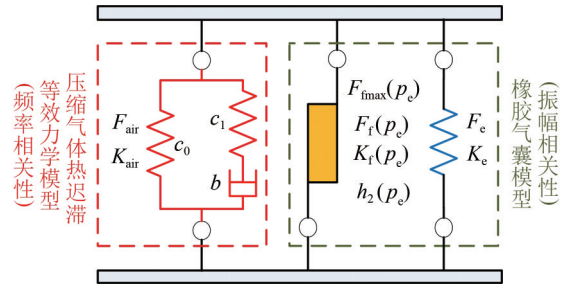 压缩气体热迟滞
等效力学模型
(频率相关性)
F_air
K_air
c_0
c_1
b
F_fmax(p_e)
F_f(p_e)
K_f(p_e)
h_2(p_e)
F_e
K_e
(振幅相关性)
橡胶气囊模型